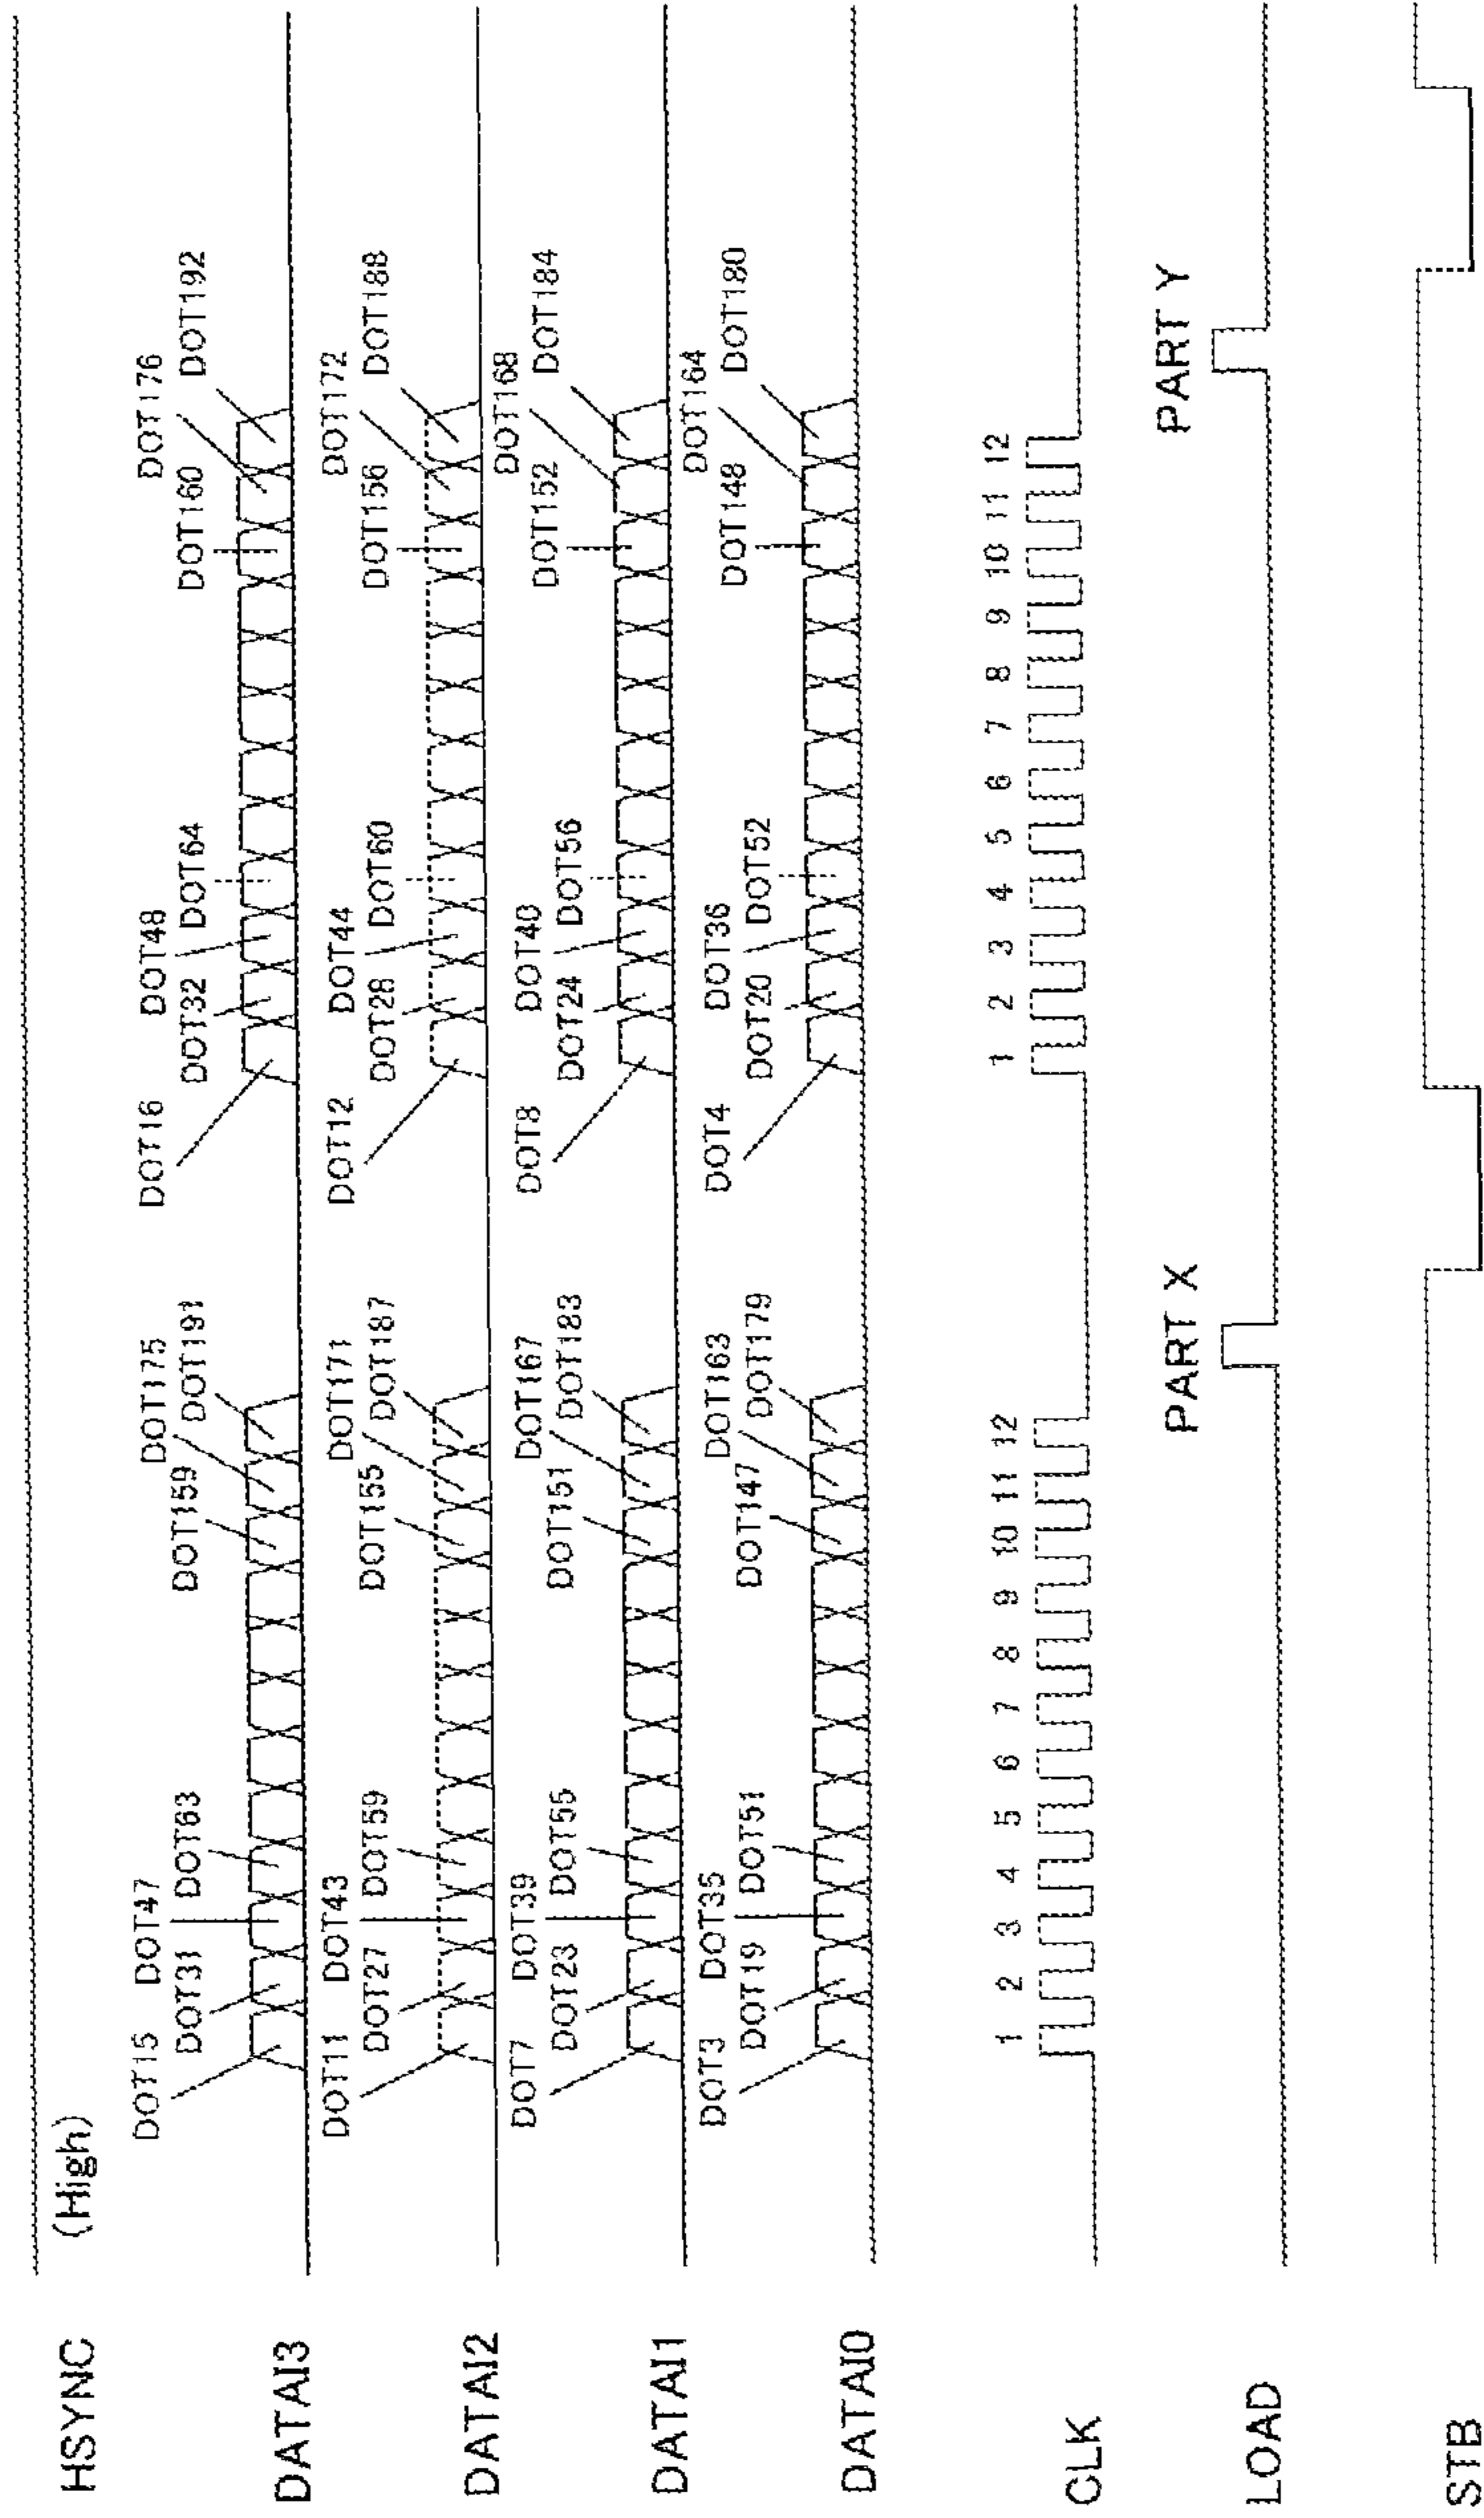 HSYNC
(High)
DATAI3
DOT15
DOT31
DOT47
DOT63
DOT159
DOT175
DOT191
DOT16
DOT32
DOT48
DOT64
DOT160
DOT176
DOT192
DATAI2
DOT11
DOT27
DOT43
DOT59
DOT155
DOT171
DOT187
DOT12
DOT28
DOT44
DOT60
DOT156
DOT172
DOT188
DATAI1
DOT7
DOT23
DOT39
DOT55
DOT151
DOT167
DOT183
DOT8
DOT24
DOT40
DOT56
DOT152
DOT168
DOT184
DATAI0
DOT3
DOT19
DOT35
DOT51
DOT147
DOT163
DOT179
DOT4
DOT20
DOT36
DOT52
DOT148
DOT164
DOT180
CLK
1 2 3 4 5 6 7 8 9 10 11 12
1 2 3 4 5 6 7 8 9 10 11 12
LOAD
PART X
PART Y
STB